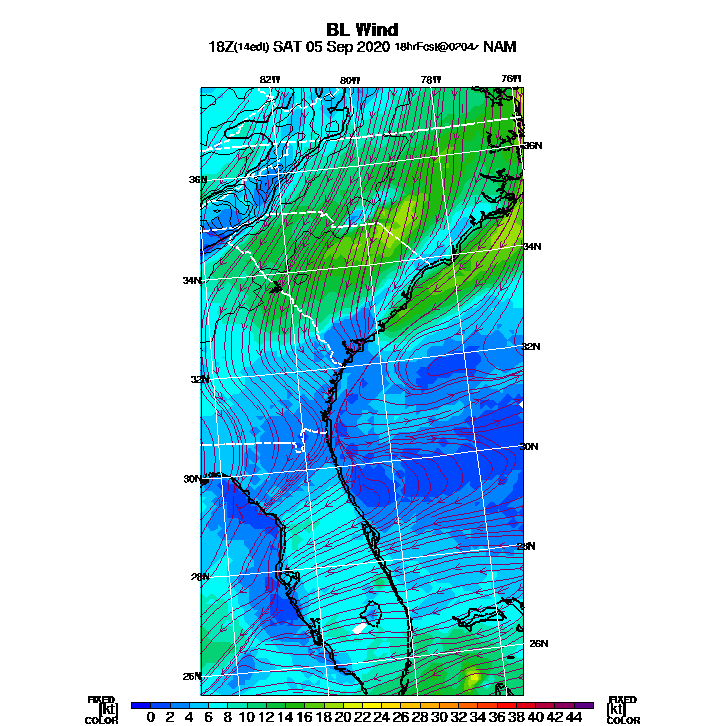 BL Wind
18Z(14edt) SAT 05 Sep 2020 18hrFcst@0204z NAM
82W 80W 78W 76W
36N
36N
34N
34N
32N
32N
30N
30N
28N
28N
26N
26N
FIXED FIXED
[kt] 0 2 4 6 8 10 12 14 16 18 20 22 24 26 28 30 32 34 36 38 40 42 44 [kt]
COLOR COLOR